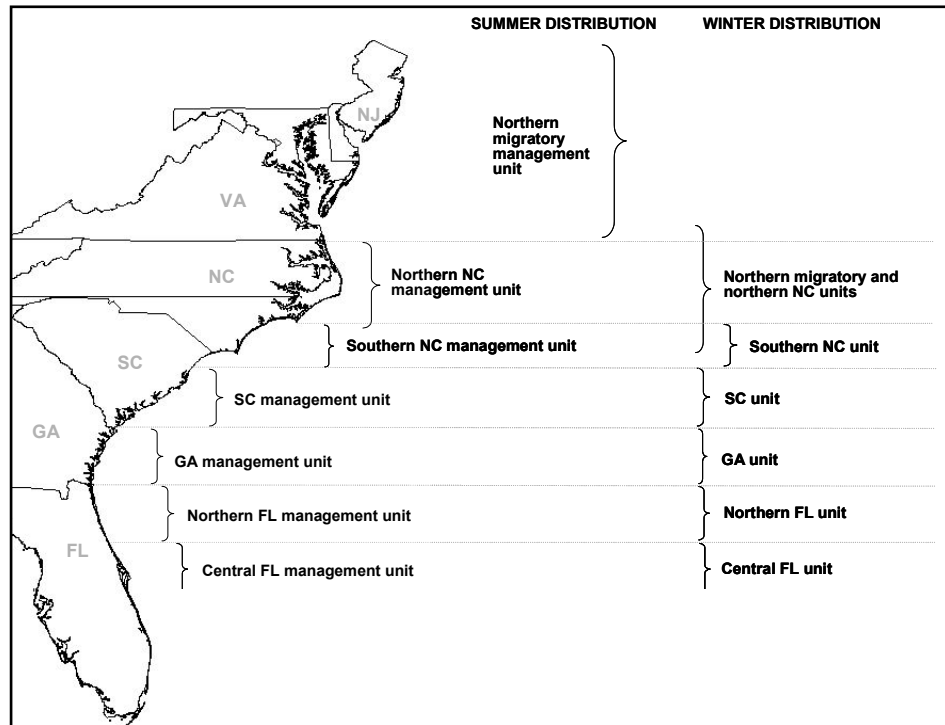 SUMMER DISTRIBUTION
WINTER DISTRIBUTION
NJ
Northern
migratory
management
unit
VA
NC
Northern NC
management unit
Northern migratory and
northern NC units
Southern NC management unit
Southern NC unit
SC
SC management unit
SC unit
GA
GA management unit
GA unit
Northern FL management unit
Northern FL unit
FL
Central FL management unit
Central FL unit